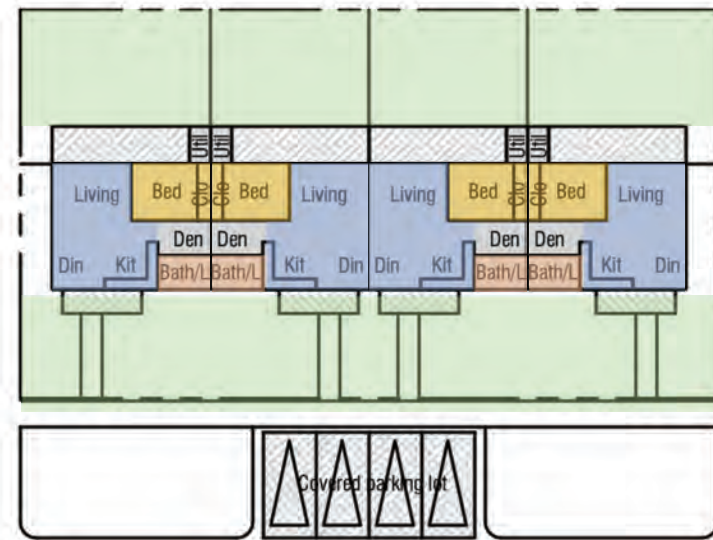 Util Util Util Util
Living Bed Clo Clo Bed Living Living Bed Clo Clo Bed Living
Den Den Den Den
Din Kit Bath/L Bath/L Kit Din Din Kit Bath/L Bath/L Kit Din
Covered parking lot